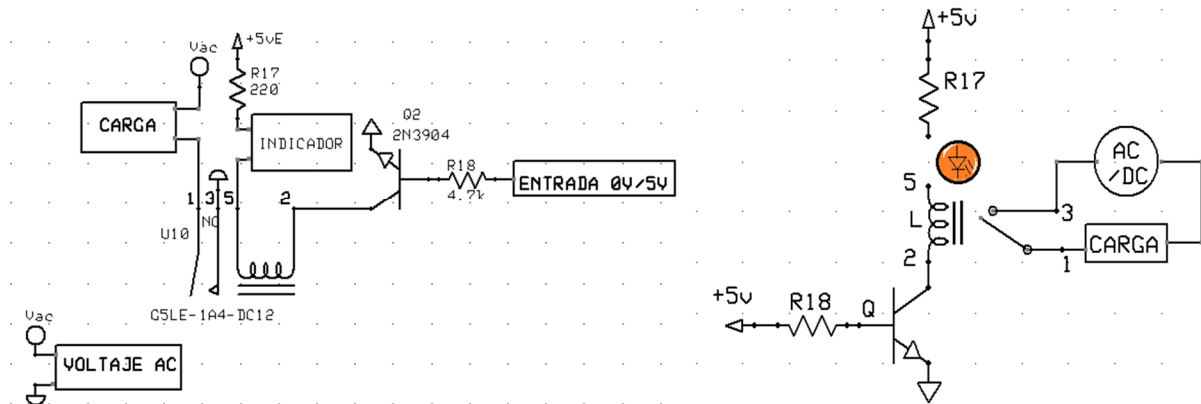 Vac
+5vE
R17
220
CARGA
INDICADOR
Q2
2N3904
R18
4.7k
ENTRADA 0V/5V
1 3 5 2
NO
U10
G5LE-1A4-DC12
Vac
VOLTAJE AC
+5v
R17
AC
/DC
5
L
3
2
CARGA
1
+5v
R18
Q